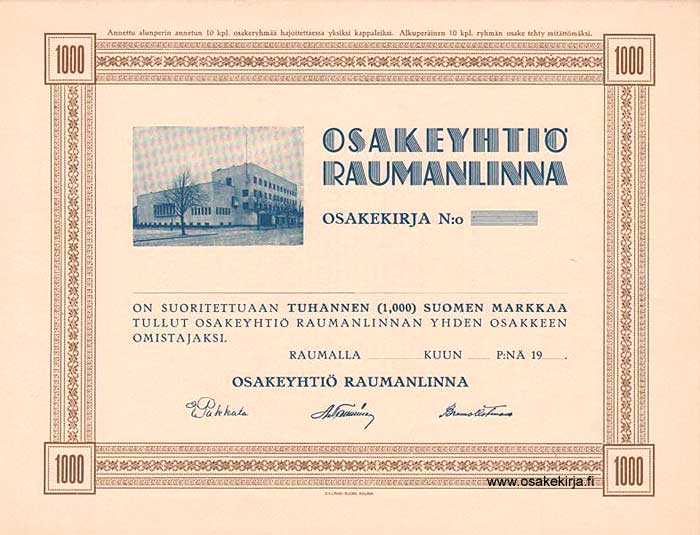 Annettu alunperin annetun 10 kpl. osakeryhmää hajoitettaessa yksiksi kappaleiksi. Alkuperäinen 10 kpl. ryhmän osake tehty mitättömäksi.
1000 1000
OSAKEYHTIÖ
RAUMANLINNA
OSAKEKIRJA N:o
ON SUORITETTUAAN TUHANNEN (1,000) SUOMEN MARKKAA
TULLUT OSAKEYHTIÖ RAUMANLINNAN YHDEN OSAKKEEN
OMISTAJAKSI.
RAUMALLA KUUN P:NÄ 19 .
OSAKEYHTIÖ RAUMANLINNA
1000 1000
www.osakekirja.fi